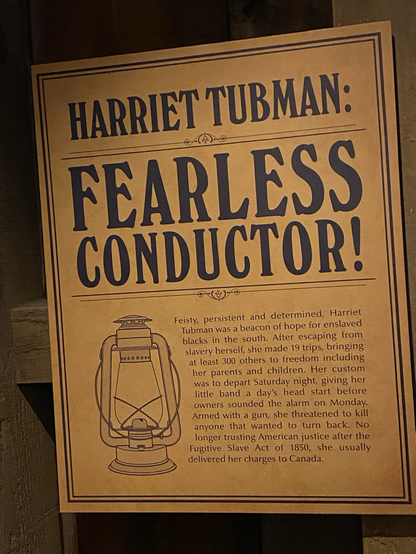 HARRIET TUBMAN:
FEARLESS
CONDUCTOR!
Feisty, persistent and determined, Harriet
Tubman was a beacon of hope for enslaved
blacks in the south. After escaping from
slavery herself, she made 19 trips, bringing
at least 300 others to freedom including
her parents and children. Her custom
was to depart Saturday night, giving her
little band a day's head start before
owners sounded the alarm on Monday.
Armed with a gun, she threatened to kill
anyone that wanted to turn back. No
longer trusting American justice after the
Fugitive Slave Act of 1850, she usually
delivered her charges to Canada.